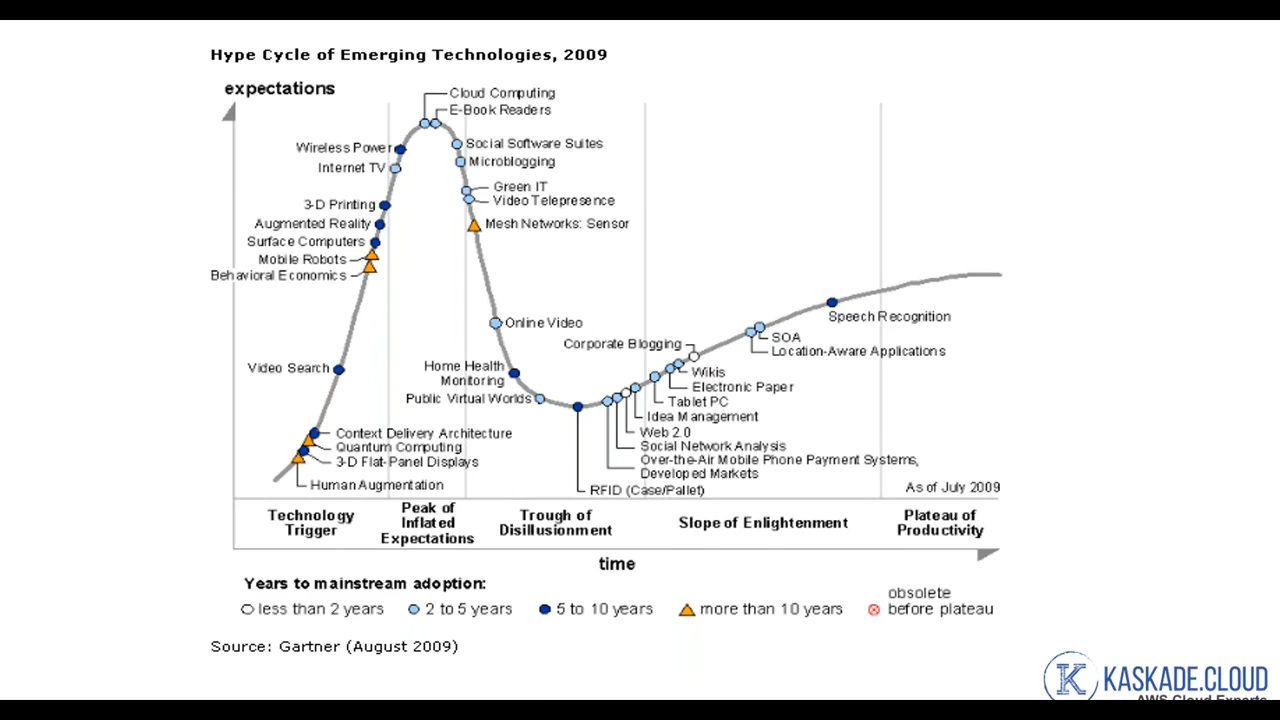 Hype Cycle of Emerging Technologies, 2009
expectations
Cloud Computing
E-Book Readers
Wireless Power
Social Software Suites
Internet TV
Microblogging
Green IT
Video Telepresence
3-D Printing
Augmented Reality
Mesh Networks: Sensor
Surface Computers
Mobile Robots
Behavioral Economics
Online Video
Corporate Blogging
Speech Recognition
SOA
Location-Aware Applications
Video Search
Home Health
Monitoring
Public Virtual Worlds
Wikis
Electronic Paper
Tablet PC
Idea Management
Web 2.0
Social Network Analysis
Over-the-Air Mobile Phone Payment Systems,
Developed Markets
RFID (Case/Pallet)
Context Delivery Architecture
Quantum Computing
3-D Flat-Panel Displays
Human Augmentation
As of July 2009
Technology
Trigger
Peak of
Inflated
Expectations
Trough of
Disillusionment
Slope of Enlightenment
Plateau of
Productivity
time
Years to mainstream adoption:
less than 2 years
2 to 5 years
5 to 10 years
more than 10 years
obsolete
before plateau
Source: Gartner (August 2009)
K KASKADE.CLOUD
AWS Cloud Experts